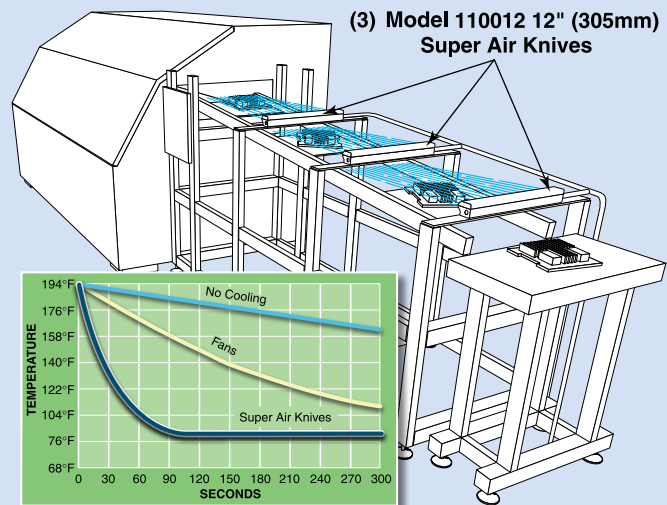 (3) Model 110012 12" (305mm)
Super Air Knives
194°F
176°F
158°F
140°F
122°F
104°F
76°F
68°F
TEMPERATURE
No Cooling
Fans
Super Air Knives
0 30 60 90 120 150 180 210 240 270 300
SECONDS